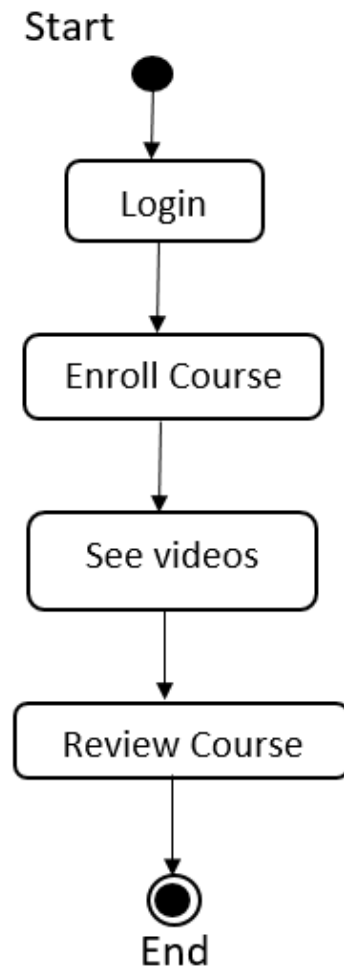 Start
Login
Enroll Course
See videos
Review Course
End